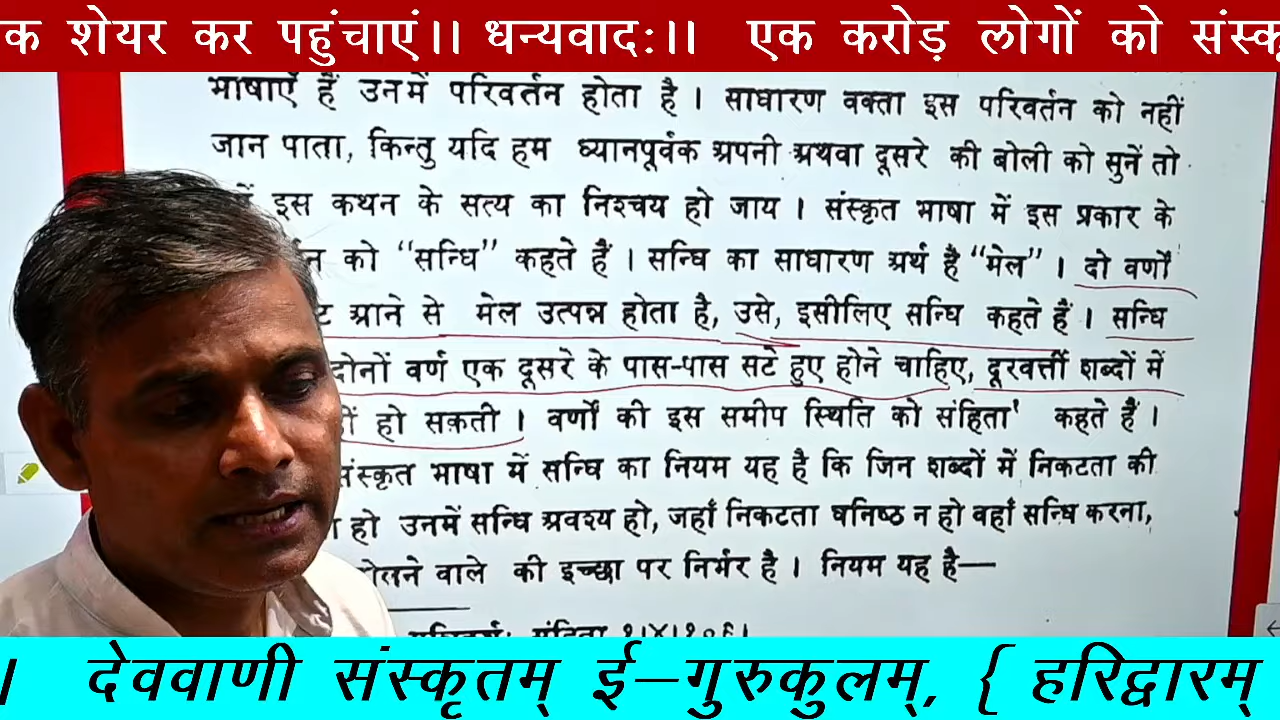 क शेयर कर पहुंचाएं।। धन्यवादः।। एक करोड़ लोगों को संस्कृ
भाषाएँ हैं उनमें परिवर्तन होता है । साधारण वक्ता इस परिवर्तन को नहीं
जान पाता, किन्तु यदि हम ध्यानपूर्वक अपनी अथवा दूसरे की बोली को सुनें तो
इस कथन के सत्य का निश्चय हो जाय । संस्कृत भाषा में इस प्रकार के
न को “सन्धि” कहते हैं । सन्धि का साधारण अर्थ है “मेल” । दो वर्णों
ट आने से मेल उत्पन्न होता है, उसे, इसीलिए सन्धि कहते हैं । सन्धि
दोनों वर्ण एक दूसरे के पास-पास सटे हुए होने चाहिए, दूरवर्त्ती शब्दों में
हो सकती । वर्णों की इस समीप स्थिति को संहिता¹ कहते हैं ।
संस्कृत भाषा में सन्धि का नियम यह है कि जिन शब्दों में निकटता की
हो उनमें सन्धि अवश्य हो, जहाँ निकटता घनिष्ठ न हो वहाँ सन्धि करना,
वाले की इच्छा पर निर्भर है । नियम यह है—
संहिता १।४।१०९।
। देववाणी संस्कृतम् ई–गुरुकुलम्, { हरिद्वारम्